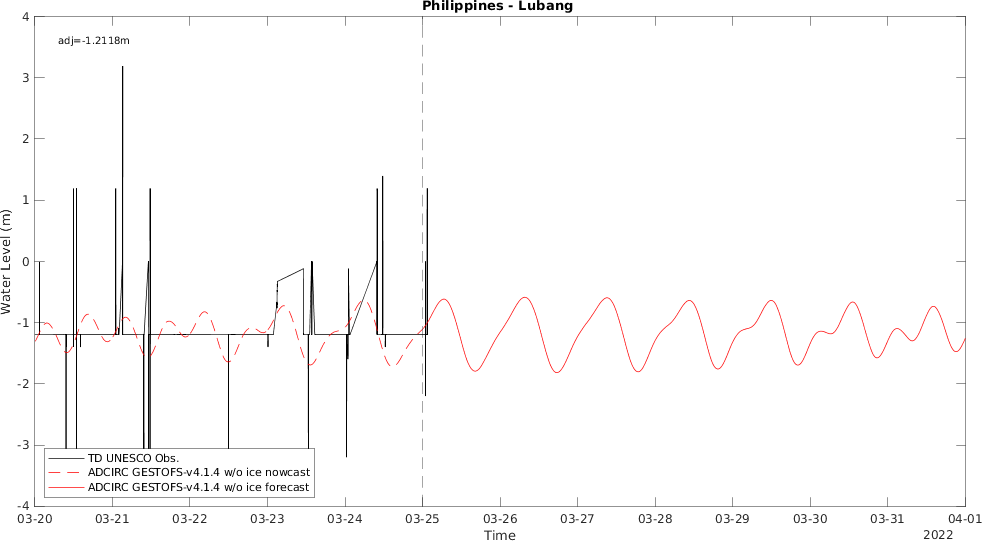 Philippines - Lubang
adj=-1.2118m
4
3
2
1
0
-1
-2
-3
-4
Water Level (m)
TD UNESCO Obs.
ADCIRC GESTOFS-v4.1.4 w/o ice nowcast
ADCIRC GESTOFS-v4.1.4 w/o ice forecast
03-20 03-21 03-22 03-23 03-24 03-25 03-26 03-27 03-28 03-29 03-30 03-31 04-01
Time
2022